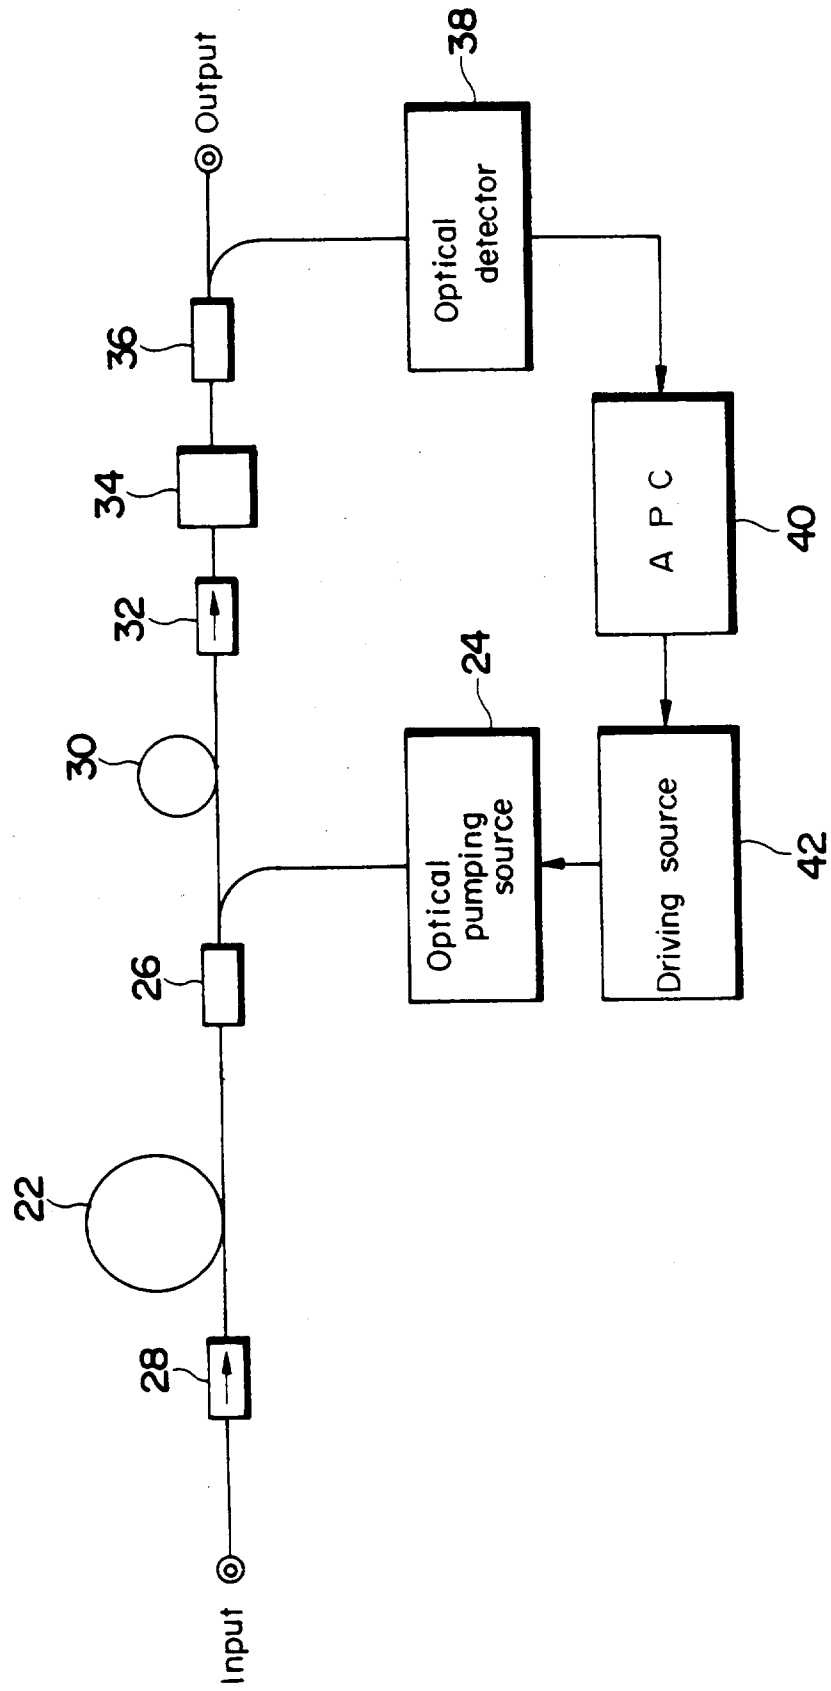 22
30
32
34
36
Output
28
26
Input
Optical
pumping
source
24
Optical
detector
38
Driving source
42
A P C
40